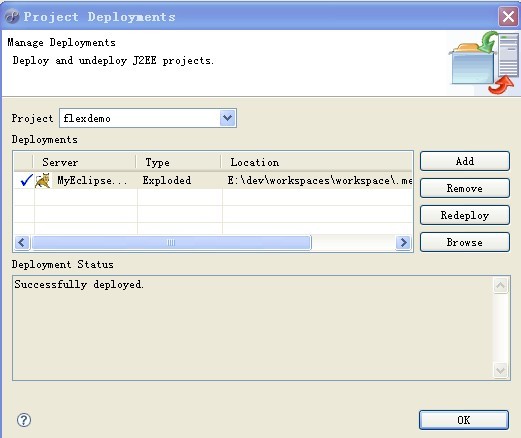 Project Deployments
Manage Deployments
Deploy and undeploy J2EE projects.
Project flexdemo
Deployments
Server Type Location
MyEclipse... Exploded E:\dev\workspaces\workspace\.me
Add
Remove
Redeploy
Browse
Deployment Status
Successfully deployed.
?
OK